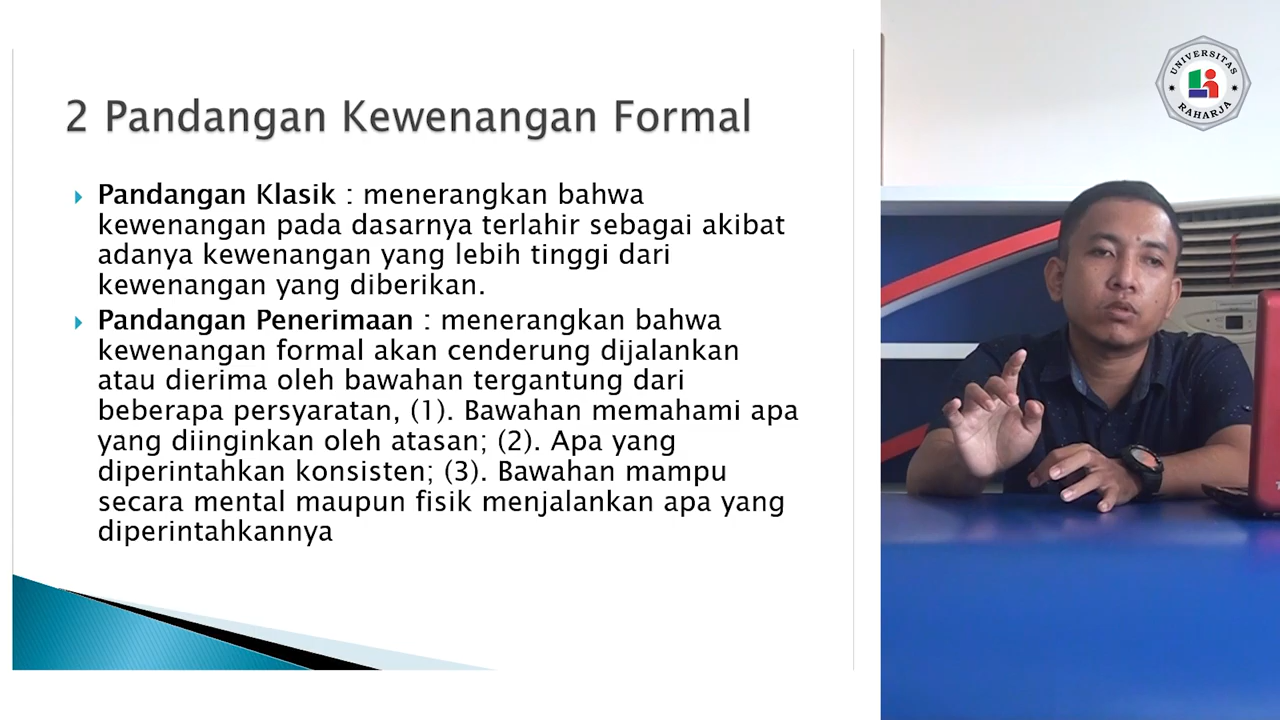 2 Pandangan Kewenangan Formal
Pandangan Klasik : menerangkan bahwa
kewenangan pada dasarnya terlahir sebagai akibat
adanya kewenangan yang lebih tinggi dari
kewenangan yang diberikan.
Pandangan Penerimaan : menerangkan bahwa
kewenangan formal akan cenderung dijalankan
atau dierima oleh bawahan tergantung dari
beberapa persyaratan, (1). Bawahan memahami apa
yang diinginkan oleh atasan; (2). Apa yang
diperintahkan konsisten; (3). Bawahan mampu
secara mental maupun fisik menjalankan apa yang
diperintahkannya
UNIVERSITAS
RAHARJA